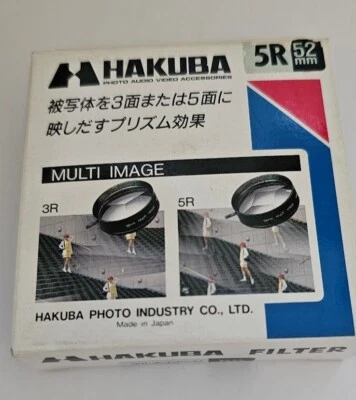 HAKUBA 5R 52mm
PHOTO AUDIO VIDEO ACCESSORIES
被写体を3面または5面に
映しだすプリズム効果
MULTI IMAGE
3R 5R
HAKUBA PHOTO INDUSTRY CO., LTD.
Made in Japan
HAKUBA FILTER